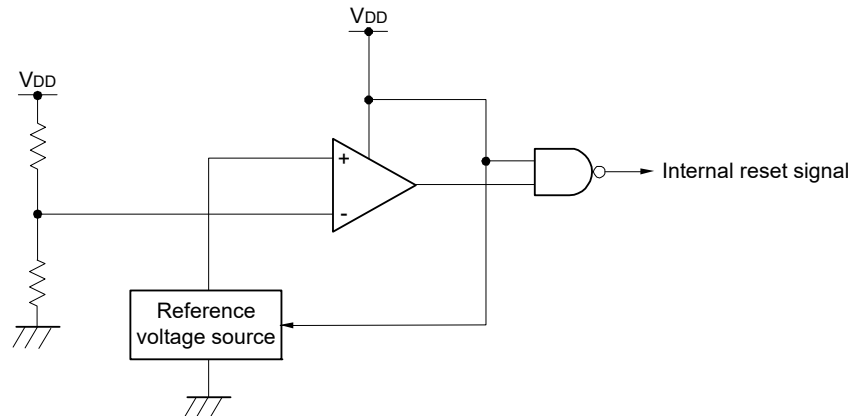 VDD
VDD
+
-
Internal reset signal
Reference
voltage source